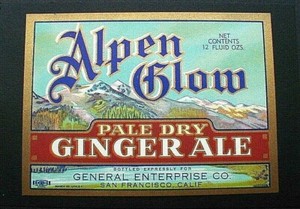 Alpen
Glow
NET
CONTENTS
12 FLUID OZS.
PALE DRY
GINGER ALE
BOTTLED EXPRESSLY FOR
GENERAL ENTERPRISE CO.
SAN FRANCISCO, CALIF